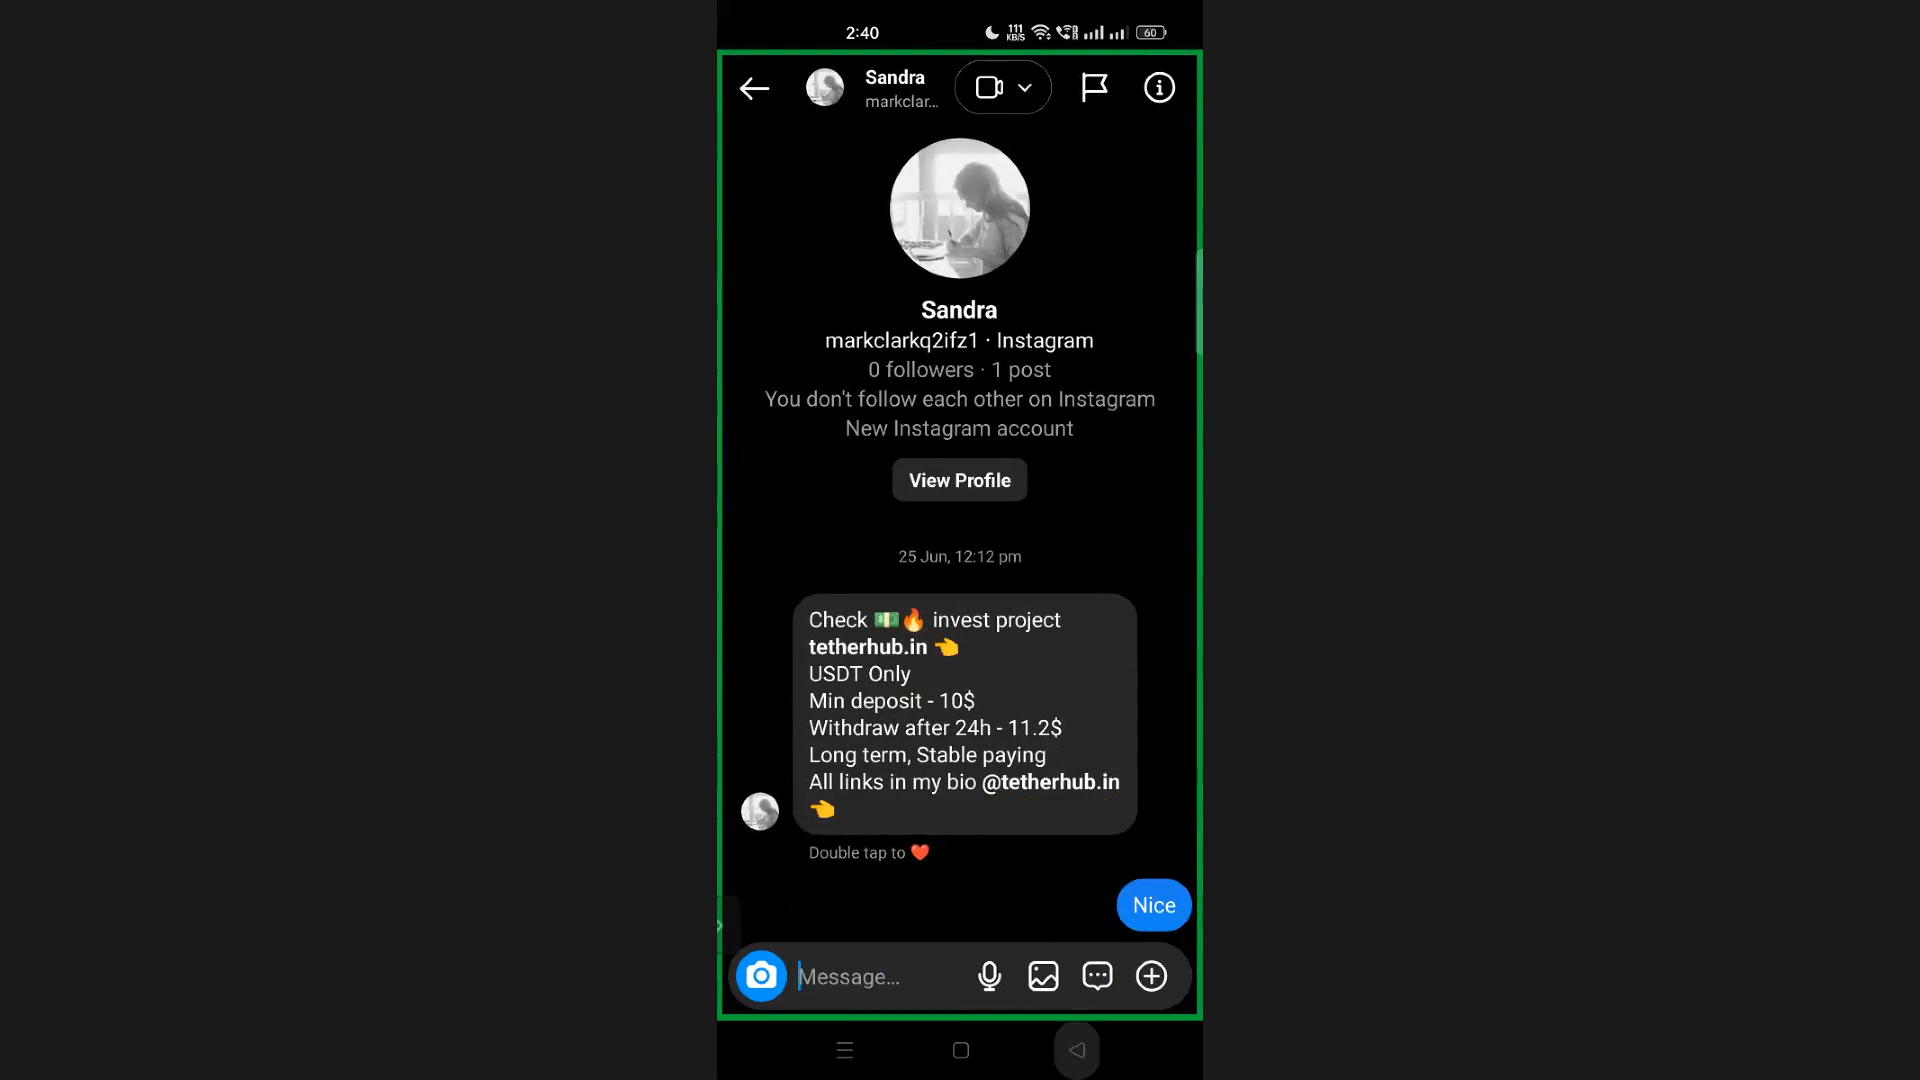 2:40
111
KB/S
60
Sandra
markclar...
Sandra
markclarkq2ifz1 · Instagram
0 followers · 1 post
You don't follow each other on Instagram
New Instagram account
View Profile
25 Jun, 12:12 pm
Check 💵🔥 invest project
tetherhub.in 👈
USDT Only
Min deposit - 10$
Withdraw after 24h - 11.2$
Long term, Stable paying
All links in my bio @tetherhub.in
👈
Double tap to ❤️
Nice
Message...